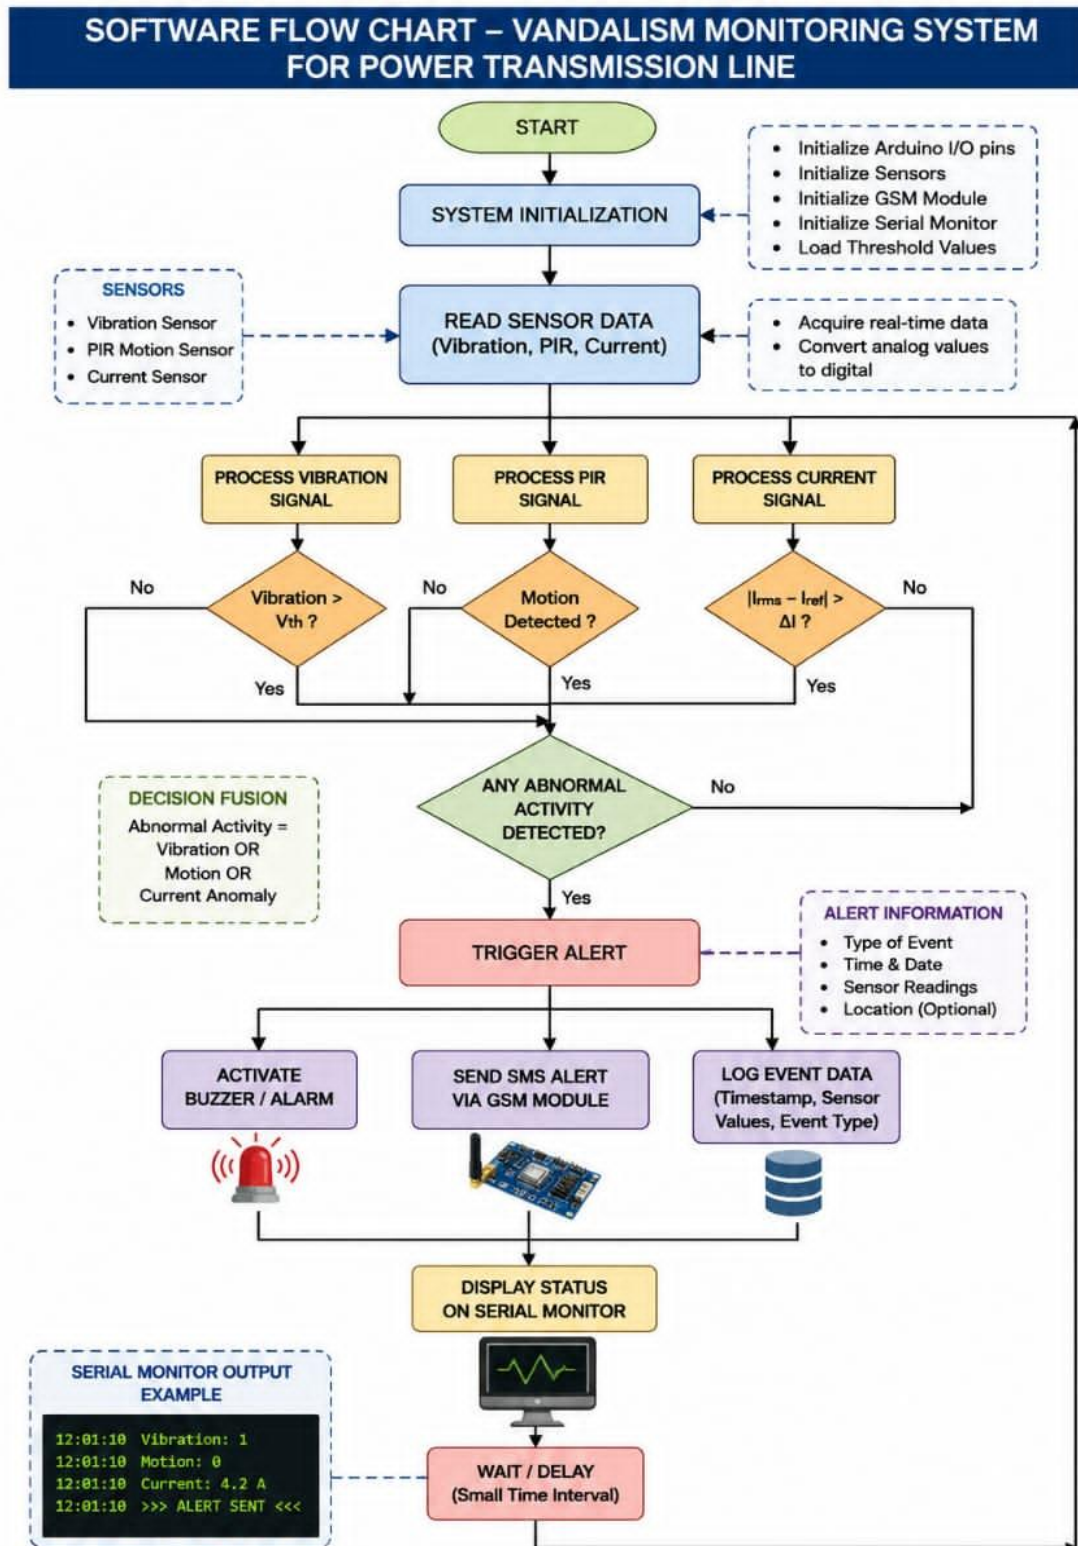 SOFTWARE FLOW CHART – VANDALISM MONITORING SYSTEM
FOR POWER TRANSMISSION LINE
START
• Initialize Arduino I/O pins
• Initialize Sensors
• Initialize GSM Module
• Initialize Serial Monitor
• Load Threshold Values
SYSTEM INITIALIZATION
SENSORS
• Vibration Sensor
• PIR Motion Sensor
• Current Sensor
READ SENSOR DATA
(Vibration, PIR, Current)
• Acquire real-time data
• Convert analog values
to digital
PROCESS VIBRATION
SIGNAL
PROCESS PIR
SIGNAL
PROCESS CURRENT
SIGNAL
No
Vibration >
Vth ?
Yes
No
Motion
Detected ?
Yes
|Irms – Iref| >
ΔI ?
No
Yes
ANY ABNORMAL
ACTIVITY
DETECTED?
No
Yes
DECISION FUSION
Abnormal Activity =
Vibration OR
Motion OR
Current Anomaly
TRIGGER ALERT
ALERT INFORMATION
• Type of Event
• Time & Date
• Sensor Readings
• Location (Optional)
ACTIVATE
BUZZER / ALARM
SEND SMS ALERT
VIA GSM MODULE
LOG EVENT DATA
(Timestamp, Sensor
Values, Event Type)
DISPLAY STATUS
ON SERIAL MONITOR
SERIAL MONITOR OUTPUT
EXAMPLE
12:01:10 Vibration: 1
12:01:10 Motion: 0
12:01:10 Current: 4.2 A
12:01:10 >>> ALERT SENT <<<
WAIT / DELAY
(Small Time Interval)